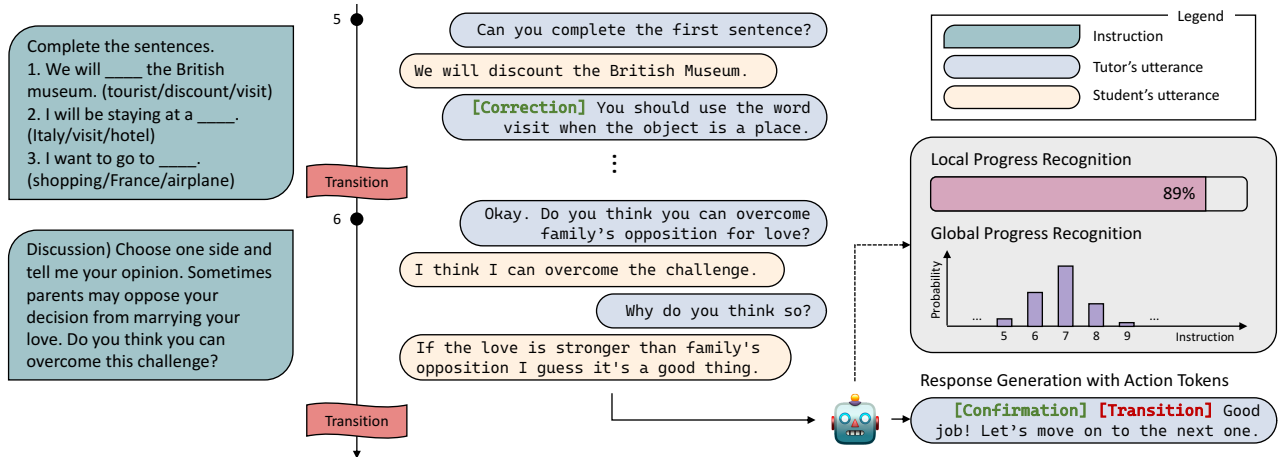 Complete the sentences.
1. We will ____ the British
museum. (tourist/discount/visit)
2. I will be staying at a ____.
(Italy/visit/hotel)
3. I want to go to ____.
(shopping/France/airplane)
Discussion) Choose one side and
tell me your opinion. Sometimes
parents may oppose your
decision from marrying your
love. Do you think you can
overcome this challenge?
5
Transition
6
Transition
Can you complete the first sentence?
We will discount the British Museum.
[Correction] You should use the word
visit when the object is a place.
⋮
Okay. Do you think you can overcome
family's opposition for love?
I think I can overcome the challenge.
Why do you think so?
If the love is stronger than family's
opposition I guess it's a good thing.
Legend
Instruction
Tutor's utterance
Student's utterance
Local Progress Recognition
89%
Global Progress Recognition
Probability
... ...
5 6 7 8 9
Instruction
Response Generation with Action Tokens
[Confirmation] [Transition] Good
job! Let's move on to the next one.